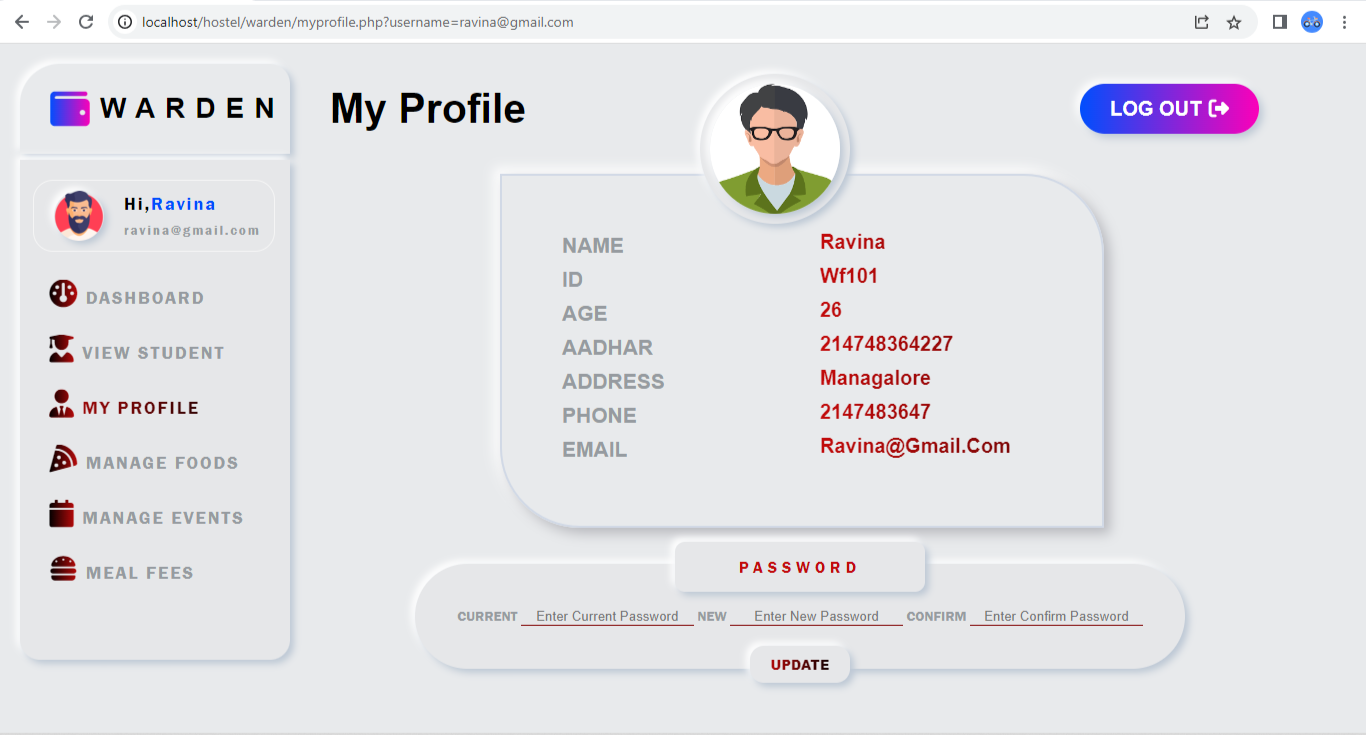 localhost/hostel/warden/myprofile.php?username=ravina@gmail.com
WARDEN
My Profile
LOG OUT
Hi,Ravina
ravina@gmail.com
DASHBOARD
VIEW STUDENT
MY PROFILE
MANAGE FOODS
MANAGE EVENTS
MEAL FEES
NAME Ravina
ID Wf101
AGE 26
AADHAR 214748364227
ADDRESS Managalore
PHONE 2147483647
EMAIL Ravina@Gmail.Com
PASSWORD
CURRENT Enter Current Password NEW Enter New Password CONFIRM Enter Confirm Password
UPDATE